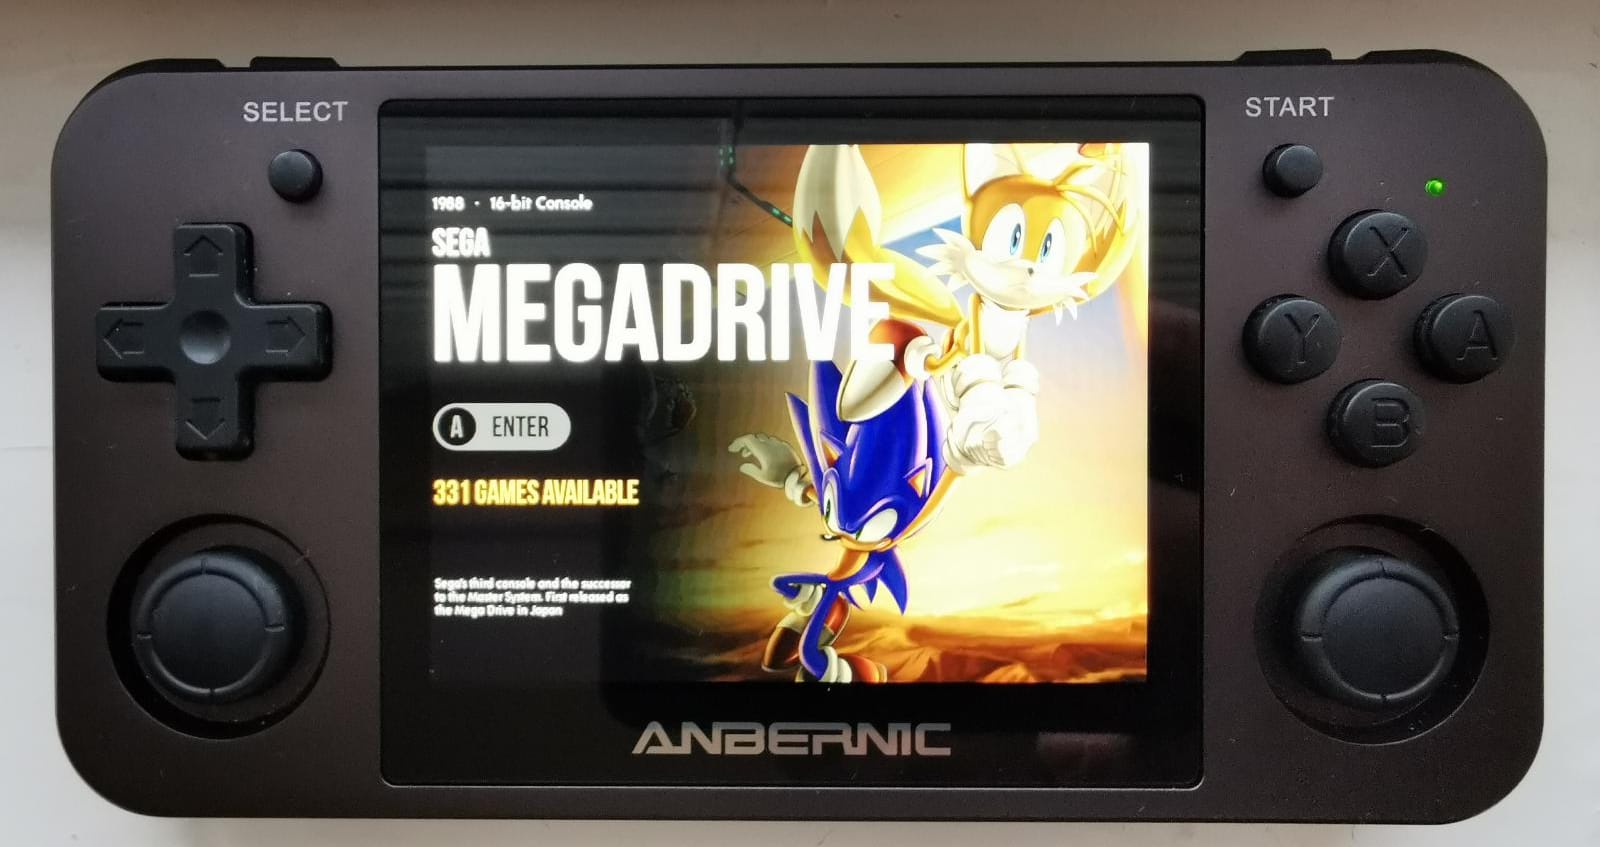 SELECT
START
1988 · 16-bit Console
SEGA
MEGADRIVE
A ENTER
331 GAMES AVAILABLE
Sega's third console and the successor
to the Master System. First released as
the Mega Drive in Japan
X
Y
A
B
ANBERNIC